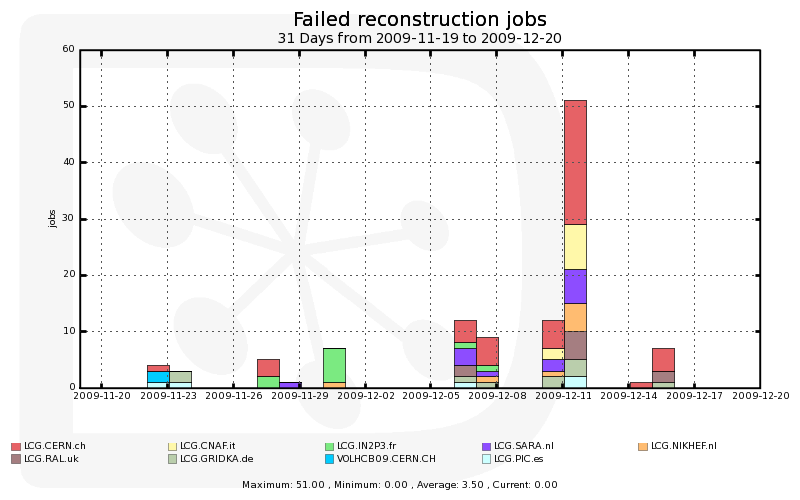 Failed reconstruction jobs
31 Days from 2009-11-19 to 2009-12-20
60
50
40
30
20
10
0
jobs
2009-11-20 2009-11-23 2009-11-26 2009-11-29 2009-12-02 2009-12-05 2009-12-08 2009-12-11 2009-12-14 2009-12-17 2009-12-20
LCG.CERN.ch LCG.CNAF.it LCG.IN2P3.fr LCG.SARA.nl LCG.NIKHEF.nl
LCG.RAL.uk LCG.GRIDKA.de VOLHCB09.CERN.CH LCG.PIC.es
Maximum: 51.00 , Minimum: 0.00 , Average: 3.50 , Current: 0.00